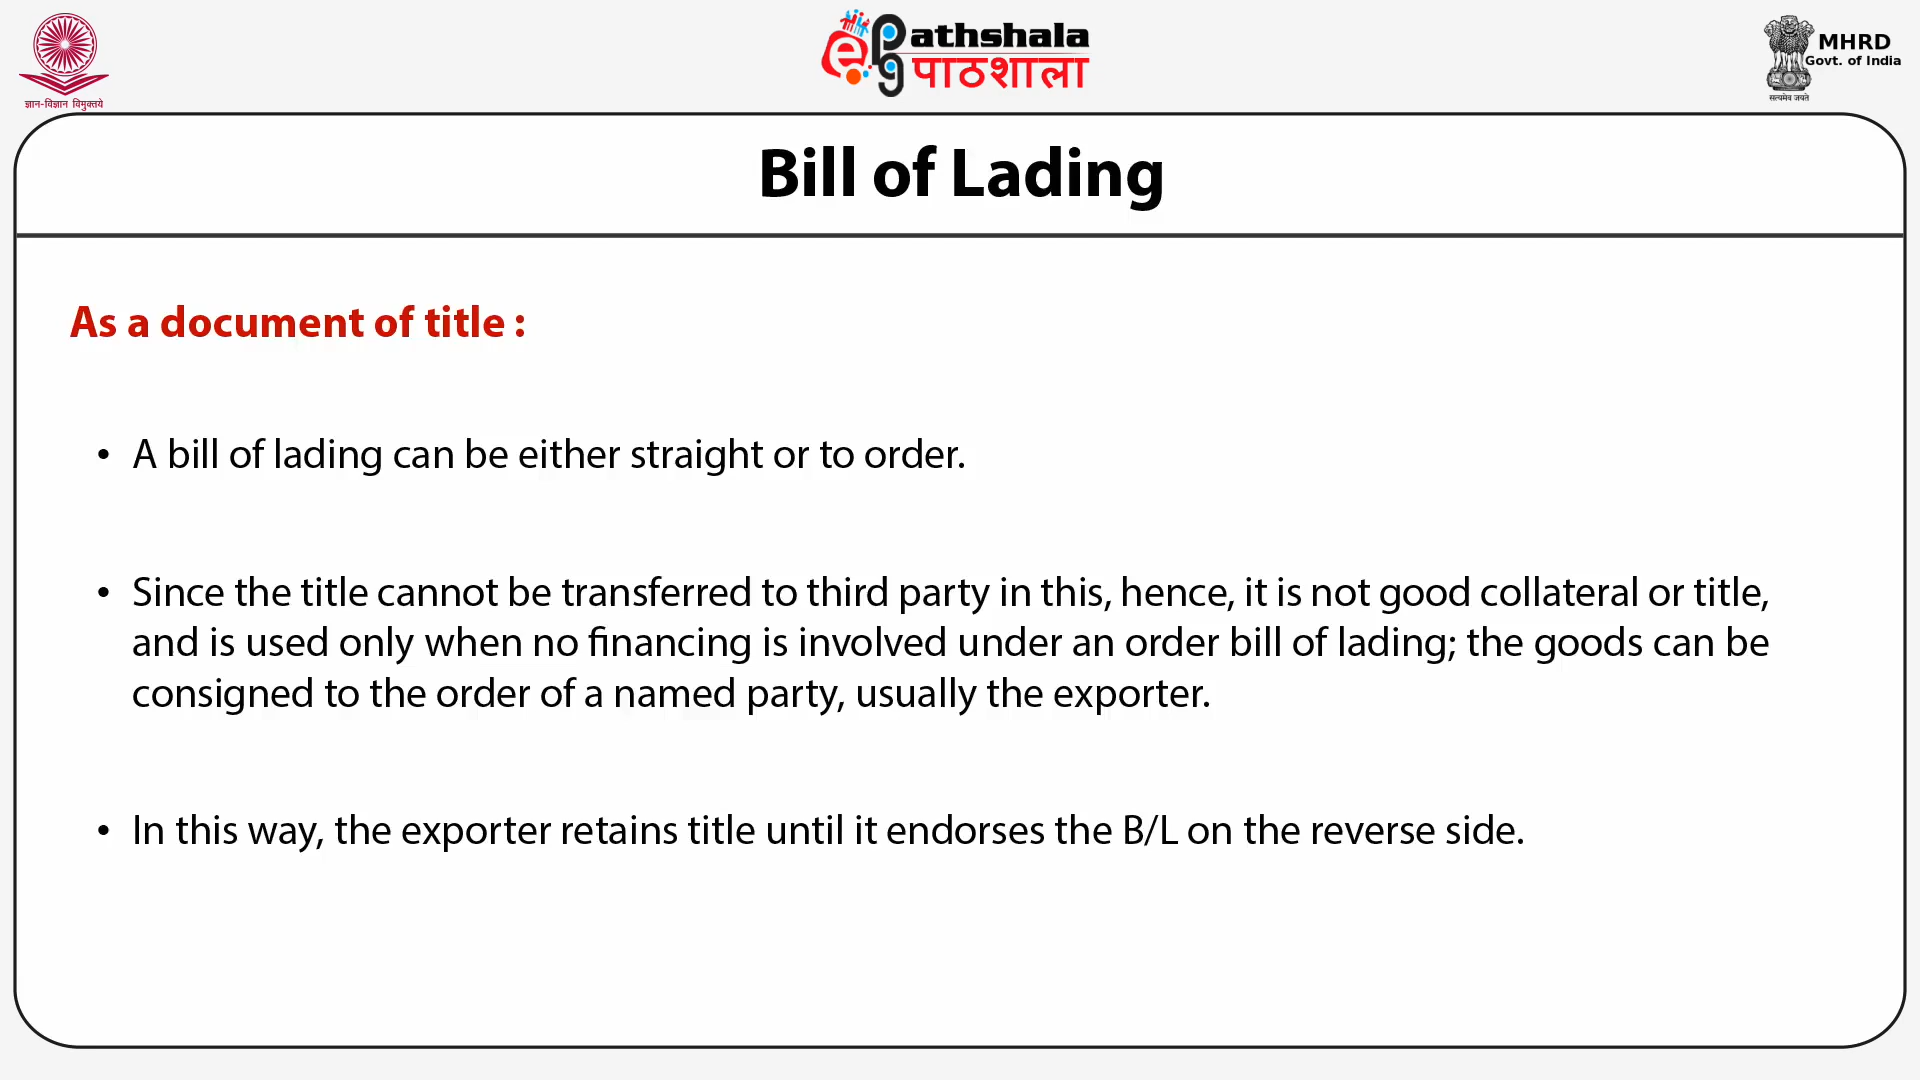 ज्ञान-विज्ञान विमुक्तये
e Pg athshala
पाठशाला
MHRD
Govt. of India
सत्यमेव जयते
Bill of Lading
As a document of title :
• A bill of lading can be either straight or to order.
• Since the title cannot be transferred to third party in this, hence, it is not good collateral or title,
and is used only when no financing is involved under an order bill of lading; the goods can be
consigned to the order of a named party, usually the exporter.
• In this way, the exporter retains title until it endorses the B/L on the reverse side.